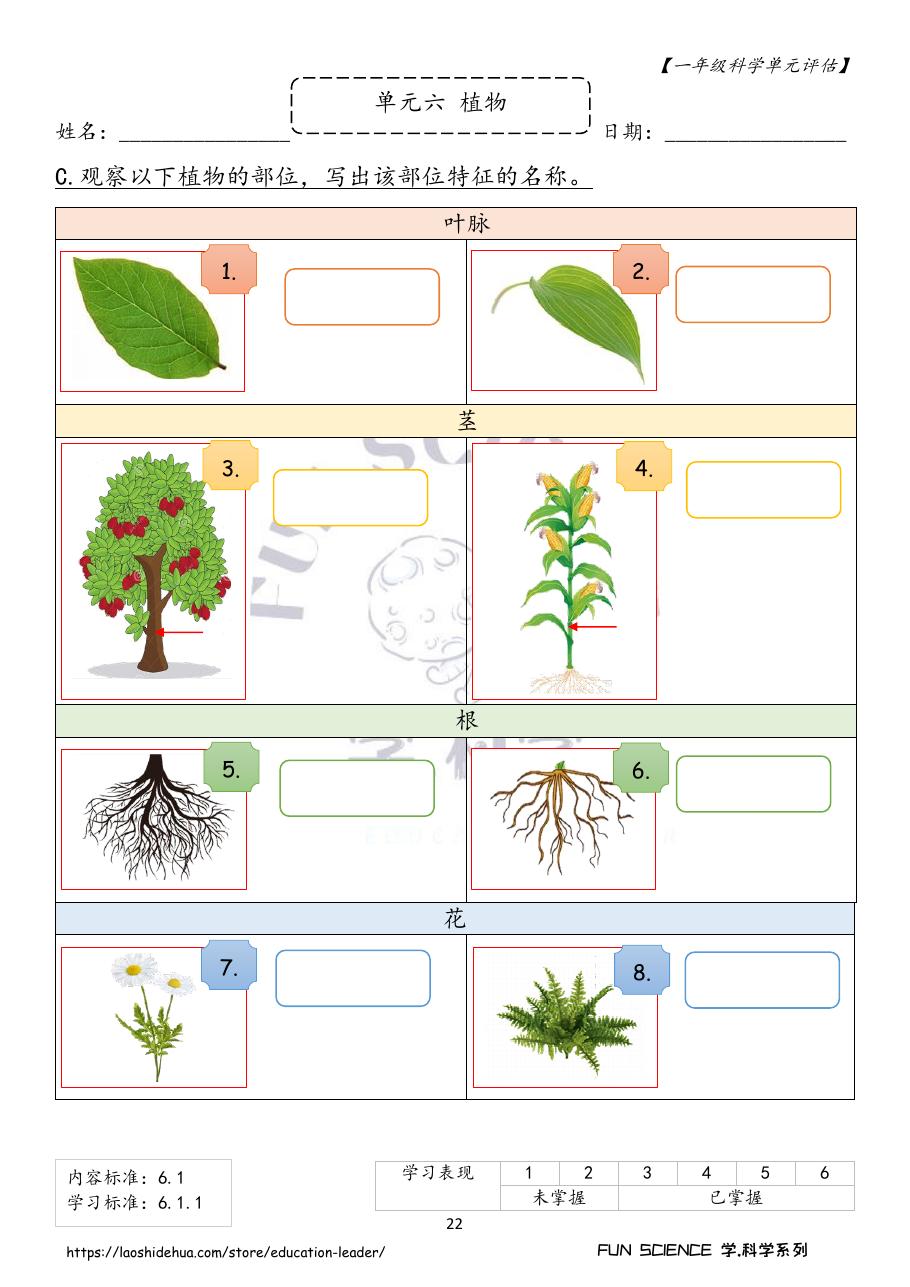 【一年级科学单元评估】
单元六 植物
姓名：________________ 日期：_________________
C.观察以下植物的部位，写出该部位特征的名称。
叶脉
1.
2.
茎
3.
4.
根
5.
6.
花
7.
8.
内容标准：6.1
学习标准：6.1.1
学习表现 1 2 3 4 5 6
未掌握 已掌握
22
https://laoshidehua.com/store/education-leader/
FUN SCIENCE 学.科学系列